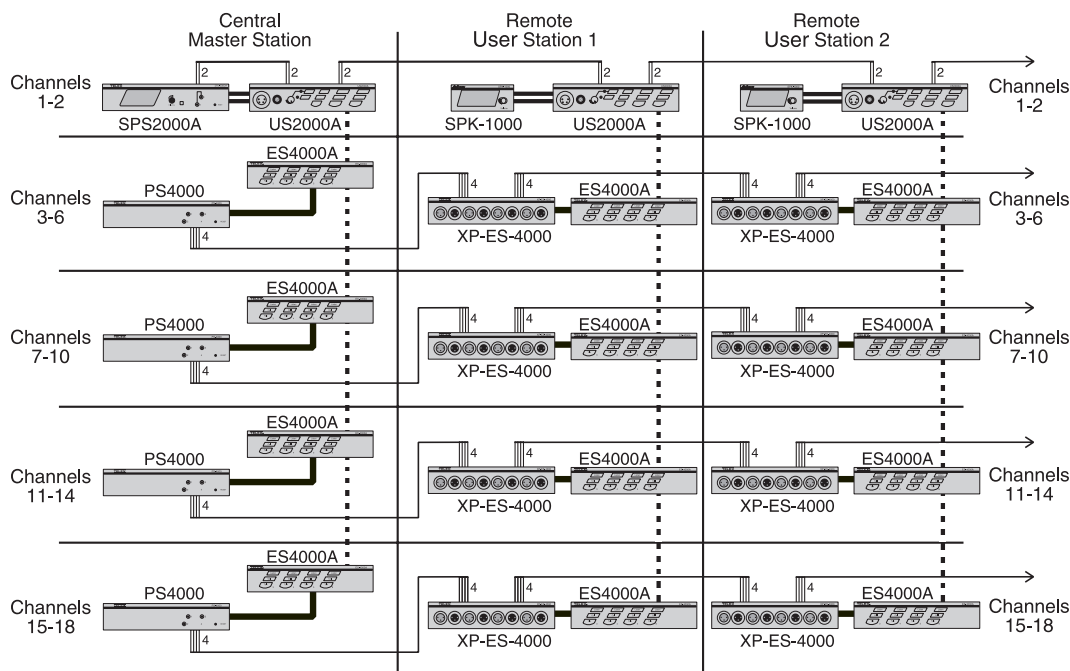 Central
Master Station
Remote
User Station 1
Remote
User Station 2
Channels
1-2
2
2
2
2
2
2
2
Channels
1-2
SPS2000A
US2000A
SPK-1000
US2000A
SPK-1000
US2000A
ES4000A
Channels
3-6
PS4000
4
4
4
ES4000A
4
4
ES4000A
Channels
3-6
XP-ES-4000
XP-ES-4000
ES4000A
Channels
7-10
PS4000
4
4
4
ES4000A
4
4
ES4000A
Channels
7-10
XP-ES-4000
XP-ES-4000
ES4000A
Channels
11-14
PS4000
4
4
4
ES4000A
4
4
ES4000A
Channels
11-14
XP-ES-4000
XP-ES-4000
ES4000A
Channels
15-18
PS4000
4
4
4
ES4000A
4
4
ES4000A
Channels
15-18
XP-ES-4000
XP-ES-4000